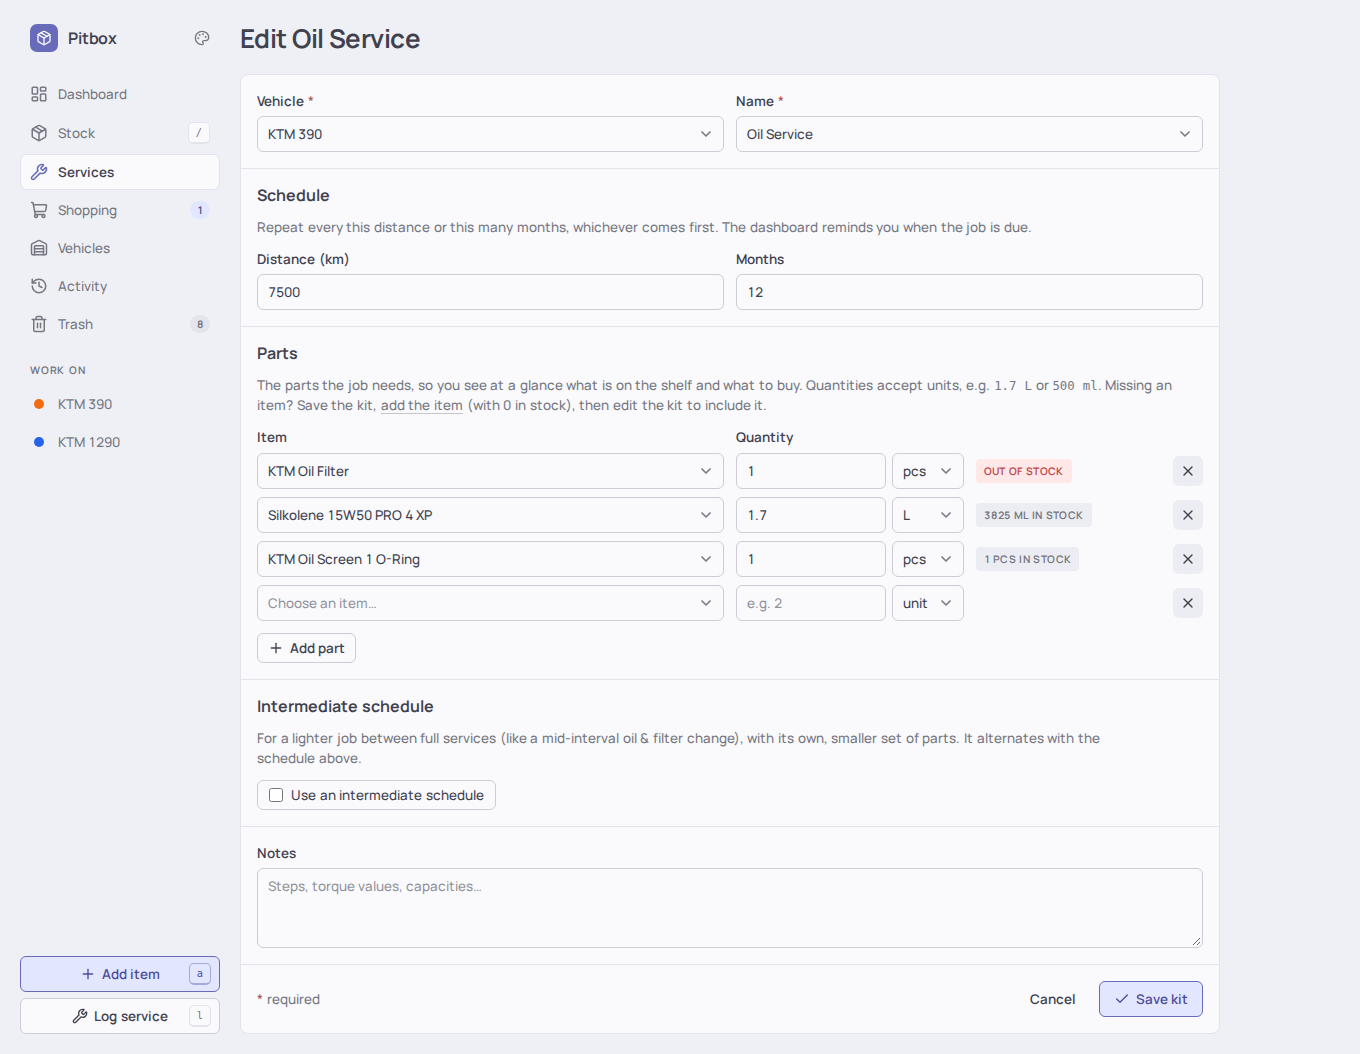 Pitbox
Dashboard
Stock /
Services
Shopping 1
Vehicles
Activity
Trash 8
WORK ON
KTM 390
KTM 1290
+ Add item a
Log service l
Edit Oil Service
Vehicle * Name *
KTM 390 Oil Service
Schedule
Repeat every this distance or this many months, whichever comes first. The dashboard reminds you when the job is due.
Distance (km) Months
7500 12
Parts
The parts the job needs, so you see at a glance what is on the shelf and what to buy. Quantities accept units, e.g. 1.7 L or 500 ml. Missing an
item? Save the kit, add the item (with 0 in stock), then edit the kit to include it.
Item Quantity
KTM Oil Filter 1 pcs OUT OF STOCK
Silkolene 15W50 PRO 4 XP 1.7 L 3825 ML IN STOCK
KTM Oil Screen 1 O-Ring 1 pcs 1 PCS IN STOCK
Choose an item... e.g. 2 unit
+ Add part
Intermediate schedule
For a lighter job between full services (like a mid-interval oil & filter change), with its own, smaller set of parts. It alternates with the
schedule above.
Use an intermediate schedule
Notes
Steps, torque values, capacities...
* required Cancel Save kit